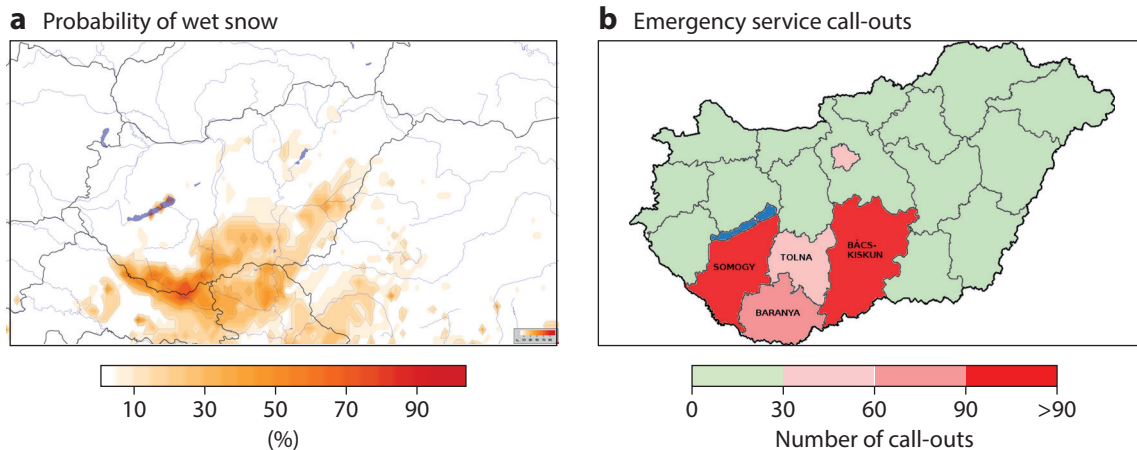 a Probability of wet snow
10 30 50 70 90
(%)
b Emergency service call-outs
SOMOGY
TOLNA
BÁCS-
KISKUN
BARANYA
0 30 60 90 >90
Number of call-outs